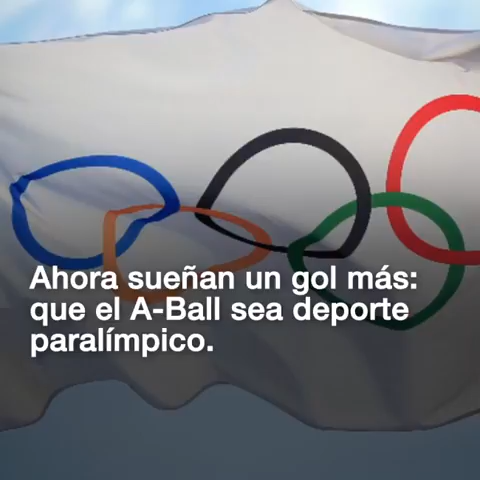 Ahora sueñan un gol más:
que el A-Ball sea deporte
paralímpico.